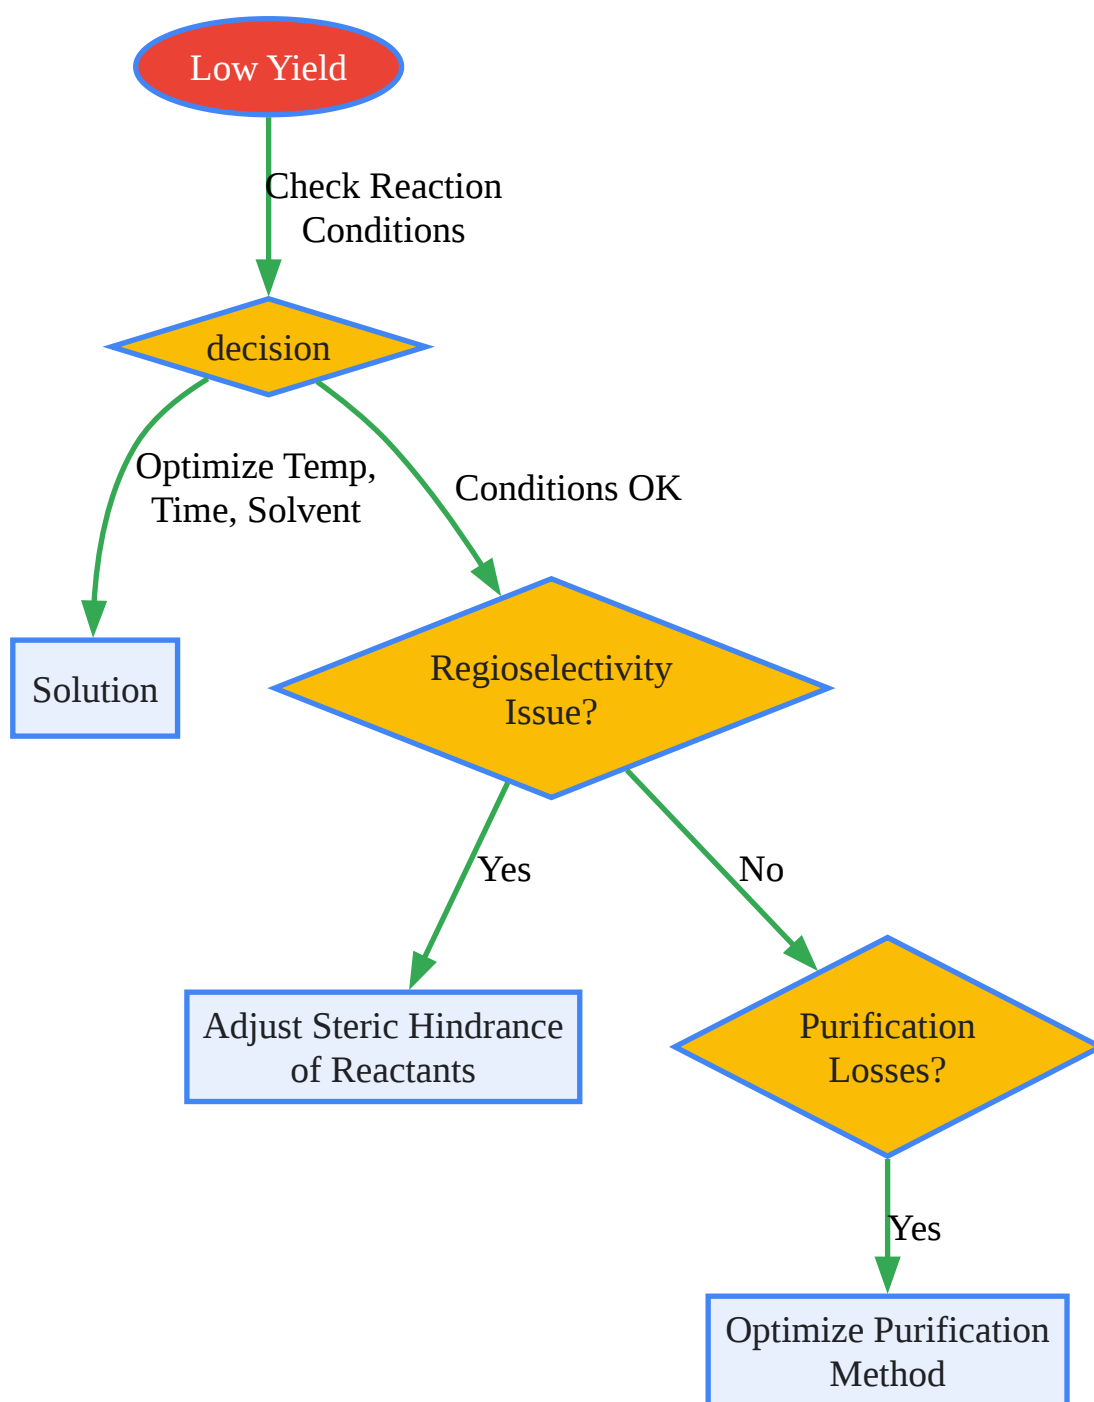 Low Yield
Check Reaction
Conditions
decision
Optimize Temp,
Time, Solvent
Conditions OK
Solution
Regioselectivity
Issue?
Yes
No
Adjust Steric Hindrance
of Reactants
Purification
Losses?
Yes
Optimize Purification
Method